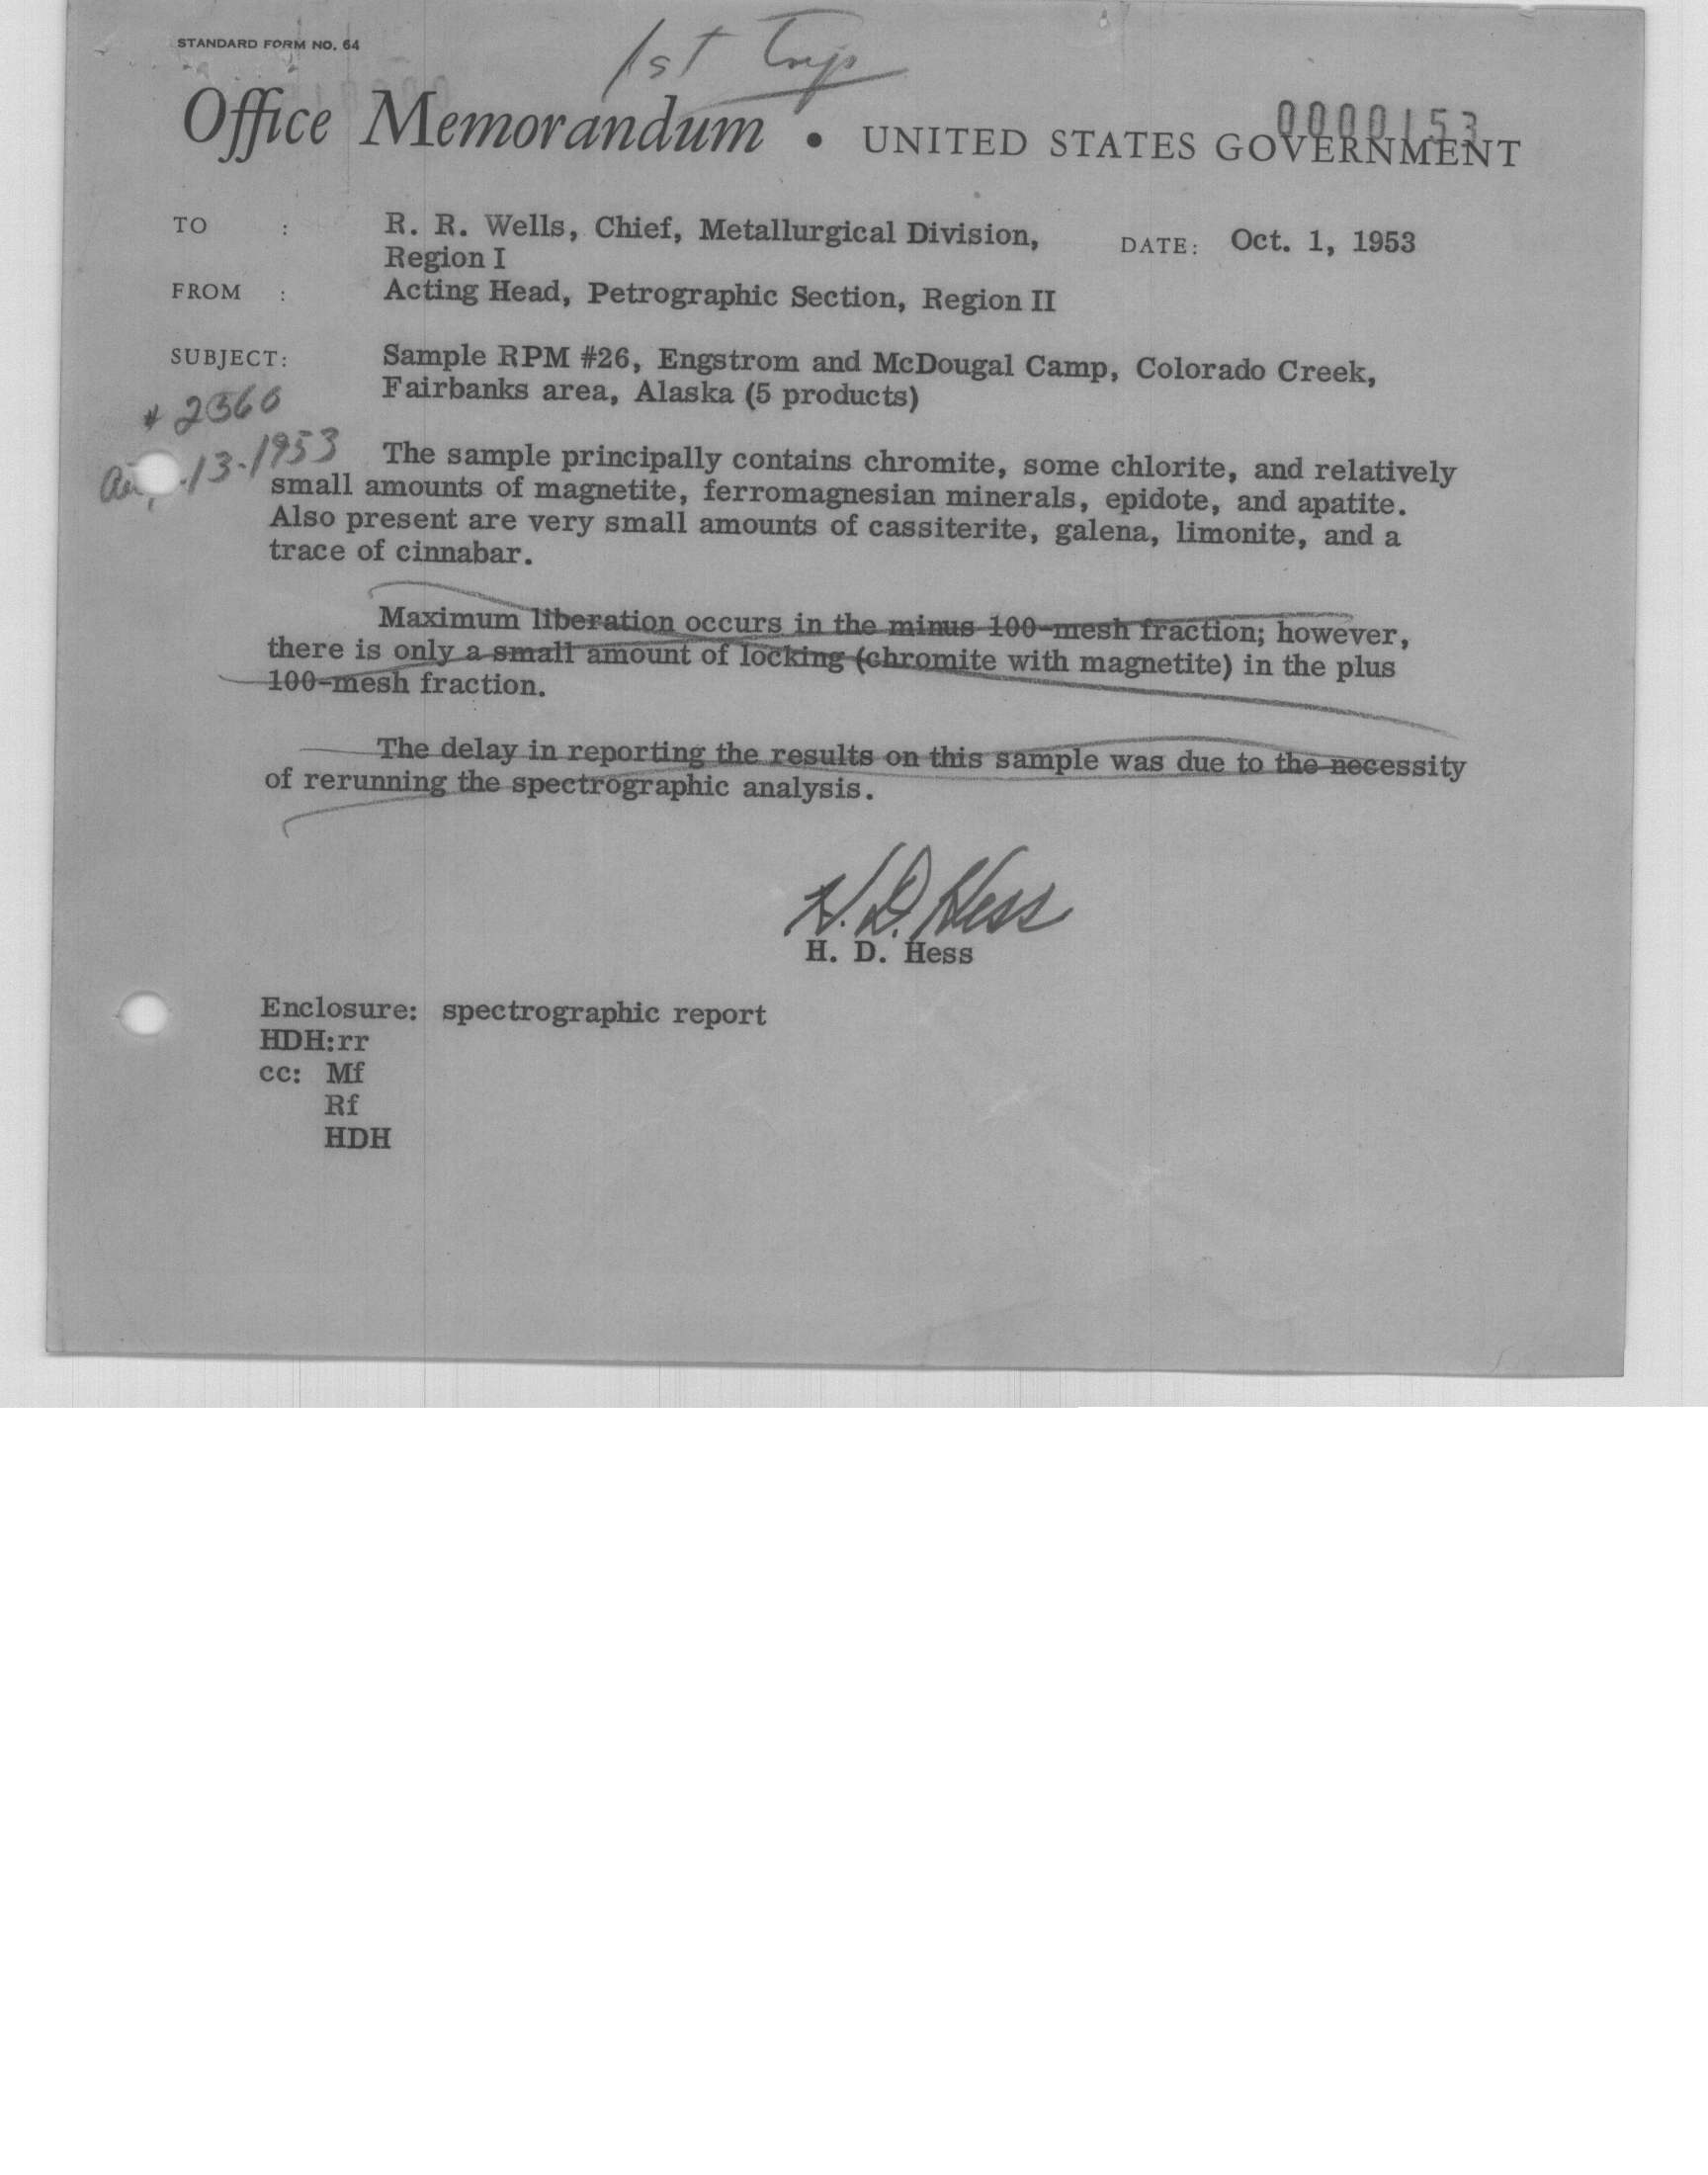 STANDARD FORM NO. 64
1st Trip
0000153
Office Memorandum • UNITED STATES GOVERNMENT
TO : R. R. Wells, Chief, Metallurgical Division, DATE: Oct. 1, 1953
Region I
FROM : Acting Head, Petrographic Section, Region II
SUBJECT: Sample RPM #26, Engstrom and McDougal Camp, Colorado Creek,
Fairbanks area, Alaska (5 products)
# 2360
13-1953
The sample principally contains chromite, some chlorite, and relatively
small amounts of magnetite, ferromagnesian minerals, epidote, and apatite.
Also present are very small amounts of cassiterite, galena, limonite, and a
trace of cinnabar.
Maximum liberation occurs in the minus 100-mesh fraction; however,
there is only a small amount of locking (chromite with magnetite) in the plus
100-mesh fraction.
The delay in reporting the results on this sample was due to the necessity
of rerunning the spectrographic analysis.
H. D. Hess
H. D. Hess
Enclosure: spectrographic report
HDH:rr
cc: Mf
Rf
HDH